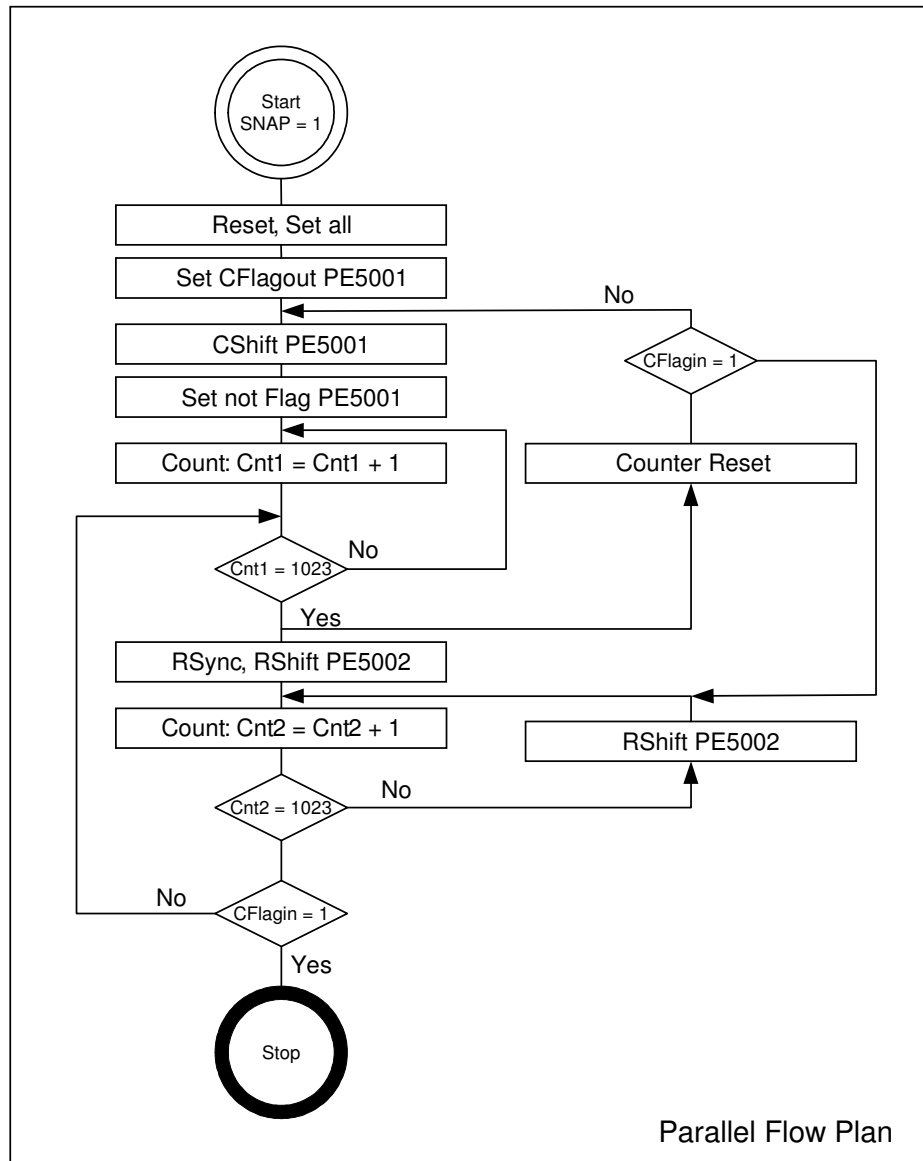 Start
SNAP = 1
Reset, Set all
Set CFlagout PE5001
No
CShift PE5001
CFlagin = 1
Set not Flag PE5001
Count: Cnt1 = Cnt1 + 1
Counter Reset
No
Cnt1 = 1023
Yes
RSync, RShift PE5002
Count: Cnt2 = Cnt2 + 1
RShift PE5002
No
Cnt2 = 1023
No
CFlagin = 1
Yes
Stop
Parallel Flow Plan